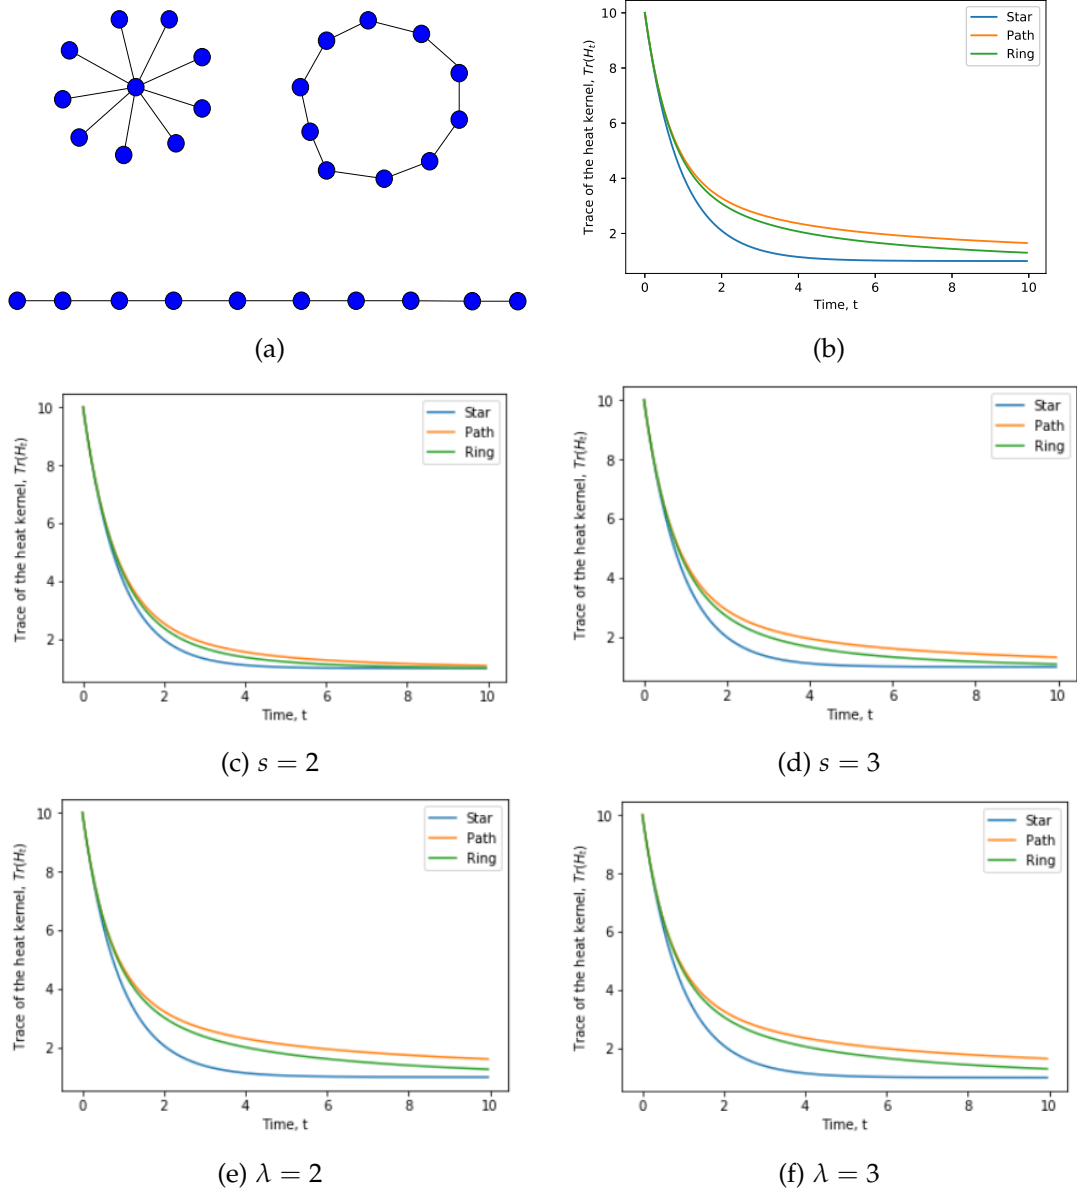 Star
Path
Ring
Trace of the heat kernel, Tr(H_t)
10
8
6
4
2
0 2 4 6 8 10
Time, t
(a)
(b)
Star
Path
Ring
Trace of the heat kernel, Tr(H_t)
10
8
6
4
2
0 2 4 6 8 10
Time, t
(c) s = 2
Star
Path
Ring
Trace of the heat kernel, Tr(H_t)
10
8
6
4
2
0 2 4 6 8 10
Time, t
(d) s = 3
Star
Path
Ring
Trace of the heat kernel, Tr(H_t)
10
8
6
4
2
0 2 4 6 8 10
Time, t
(e) λ = 2
Star
Path
Ring
Trace of the heat kernel, Tr(H_t)
10
8
6
4
2
0 2 4 6 8 10
Time, t
(f) λ = 3